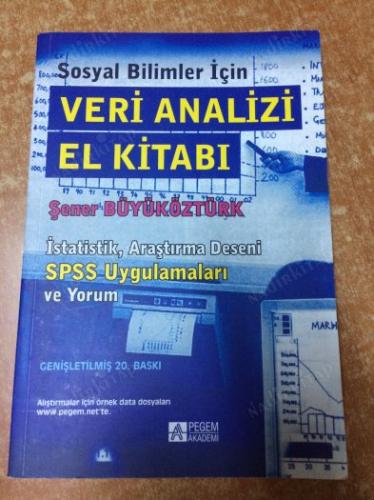 Sosyal Bilimler İçin
VERİ ANALİZİ
EL KİTABI
Şener BÜYÜKÖZTÜRK
İstatistik, Araştırma Deseni
SPSS Uygulamaları
ve Yorum
GENİŞLETİLMİŞ 20. BASKI
Alıştırmalar için örnek data dosyaları
www.pegem.net'te.
PEGEM
AKADEMİ